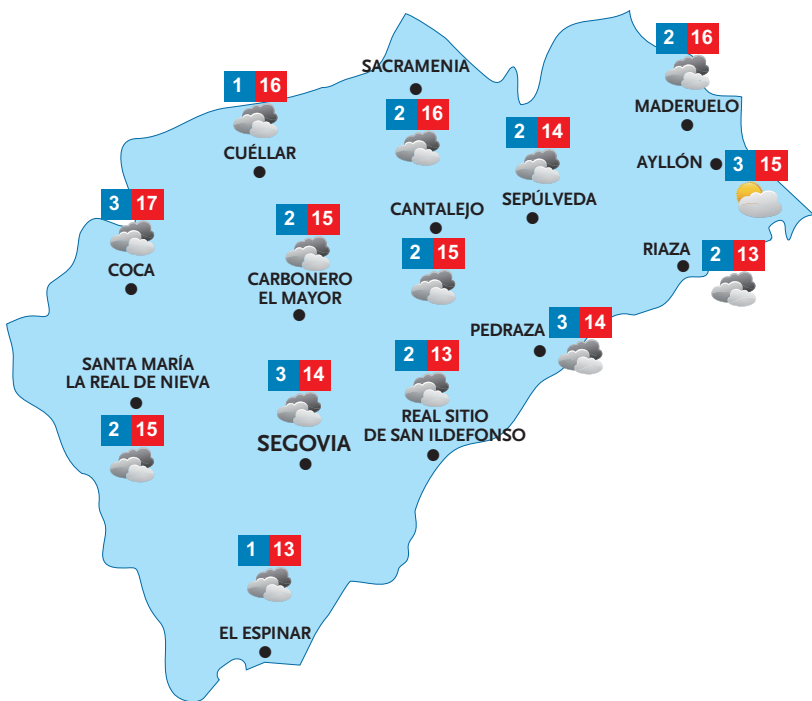 2 16
MADERUELO
SACRAMENIA
2 16
1 16
CUÉLLAR
2 14
SEPÚLVEDA
AYLLÓN
3 15
3 17
COCA
2 15
CARBONERO
EL MAYOR
CANTALEJO
2 15
RIAZA
2 13
PEDRAZA
3 14
SANTA MARÍA
LA REAL DE NIEVA
2 15
3 14
SEGOVIA
2 13
REAL SITIO
DE SAN ILDEFONSO
1 13
EL ESPINAR